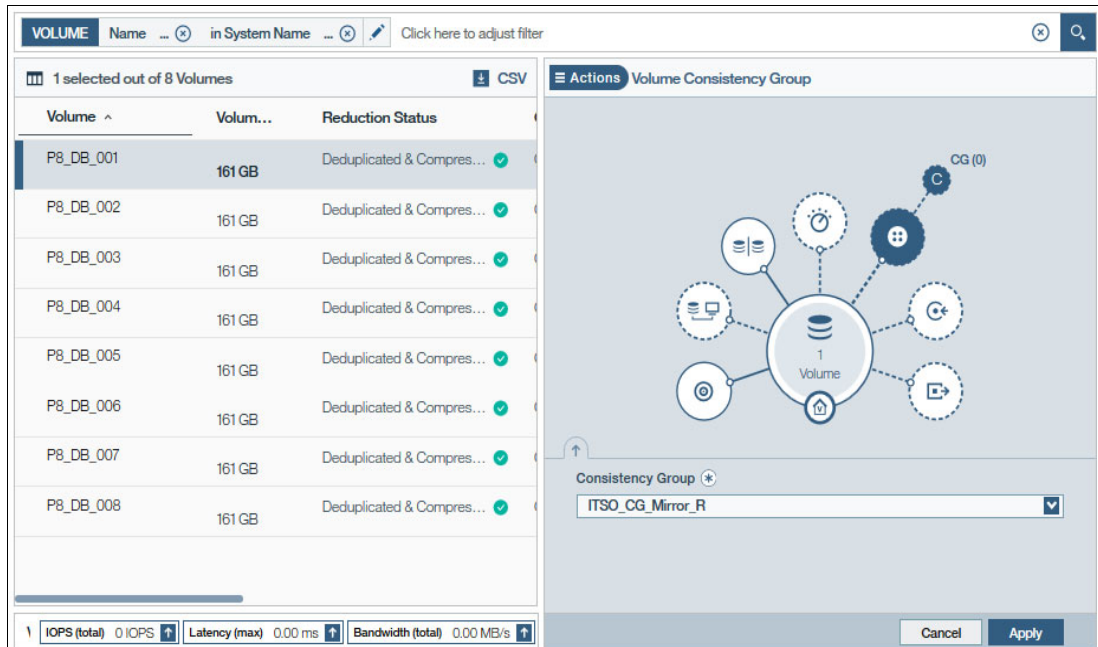 VOLUME Name ... in System Name ... Click here to adjust filter
1 selected out of 8 Volumes CSV
Actions Volume Consistency Group
Volume Volum... Reduction Status
P8_DB_001 161 GB Deduplicated & Compres...
P8_DB_002 161 GB Deduplicated & Compres...
P8_DB_003 161 GB Deduplicated & Compres...
P8_DB_004 161 GB Deduplicated & Compres...
P8_DB_005 161 GB Deduplicated & Compres...
P8_DB_006 161 GB Deduplicated & Compres...
P8_DB_007 161 GB Deduplicated & Compres...
P8_DB_008 161 GB Deduplicated & Compres...
IOPS (total) 0 IOPS Latency (max) 0.00 ms Bandwidth (total) 0.00 MB/s
CG (0)
C
1
Volume
V
Consistency Group
ITSO_CG_Mirror_R
Cancel Apply